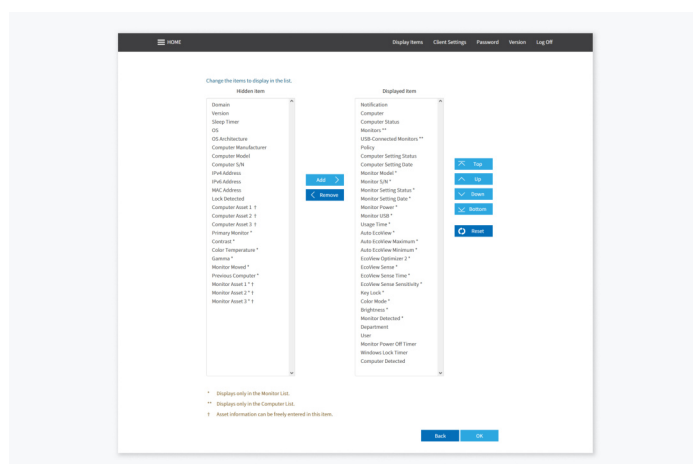 HOME
Display Items Client Settings Password Version Log Off
Change the items to display in the list.
Hidden item
Domain
Version
Sleep Timer
OS
OS Architecture
Computer Manufacturer
Computer Model
Computer S/N
IPv4 Address
IPv6 Address
MAC Address
Lock Detected
Computer Asset 1 †
Computer Asset 2 †
Computer Asset 3 †
Primary Monitor *
Contrast *
Color Temperature *
Gamma *
Monitor Moved *
Previous Computer *
Monitor Asset 1 * †
Monitor Asset 2 * †
Monitor Asset 3 * †
Add
Remove
Displayed item
Notification
Computer
Computer Status
Monitors **
USB-Connected Monitors **
Policy
Computer Setting Status
Computer Setting Date
Monitor Model *
Monitor S/N *
Monitor Setting Status *
Monitor Setting Date *
Monitor Power *
Monitor USB *
Usage Time *
Auto EcoView *
Auto EcoView Maximum *
Auto EcoView Minimum *
EcoView Optimizer 2 *
EcoView Sense *
EcoView Sense Time *
EcoView Sense Sensitivity *
Key Lock *
Color Mode *
Brightness *
Monitor Detected *
Department
User
Monitor Power Off Timer
Windows Lock Timer
Computer Detected
Top
Up
Down
Bottom
Reset
* Displays only in the Monitor List.
** Displays only in the Computer List.
† Asset information can be freely entered in this item.
Back OK